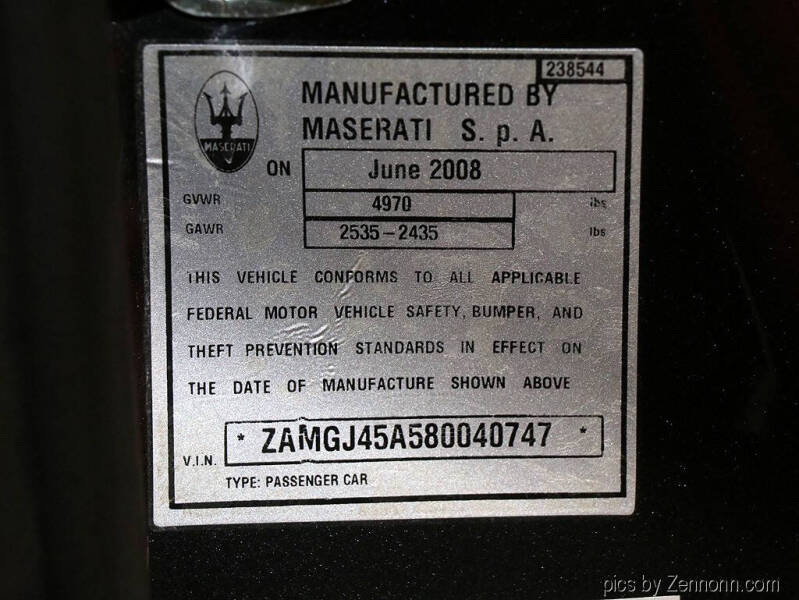 238544
MASERATI
MANUFACTURED BY
MASERATI S. p. A.
ON June 2008
GVWR 4970 lbs
GAWR 2535-2435 lbs
THIS VEHICLE CONFORMS TO ALL APPLICABLE
FEDERAL MOTOR VEHICLE SAFETY, BUMPER, AND
THEFT PREVENTION STANDARDS IN EFFECT ON
THE DATE OF MANUFACTURE SHOWN ABOVE
V.I.N. * ZAMGJ45A580040747 *
TYPE: PASSENGER CAR
pics by Zennonn.com